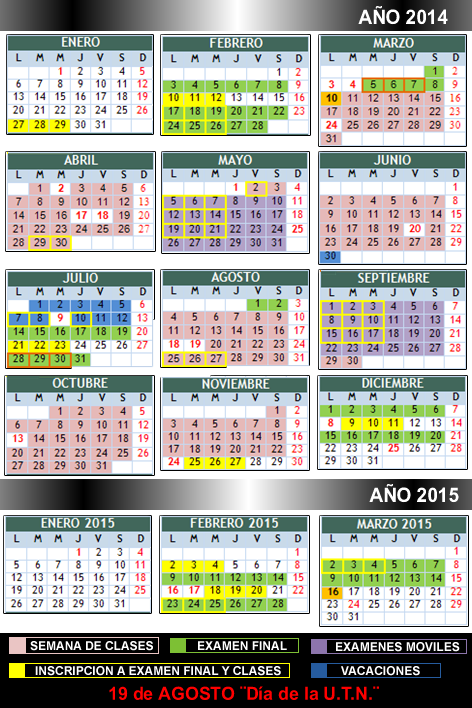 AÑO 2014
ENERO
L M M J V S D
1 2 3 4 5
6 7 8 9 10 11 12
13 14 15 16 17 18 19
20 21 22 23 24 25 26
27 28 29 30 31
FEBRERO
L M M J V S D
1 2
3 4 5 6 7 8 9
10 11 12 13 14 15 16
17 18 19 20 21 22 23
24 25 26 27 28
MARZO
L M M J V S D
1 2
3 4 5 6 7 8 9
10 11 12 13 14 15 16
17 18 19 20 21 22 23
24 25 26 27 28 29 30
31
ABRIL
L M M J V S D
1 2 3 4 5 6
7 8 9 10 11 12 13
14 15 16 17 18 19 20
21 22 23 24 25 26 27
28 29 30
MAYO
L M M J V S D
1 2 3 4
5 6 7 8 9 10 11
12 13 14 15 16 17 18
19 20 21 22 23 24 25
26 27 28 29 30 31
JUNIO
L M M J V S D
1
2 3 4 5 6 7 8
9 10 11 12 13 14 15
16 17 18 19 20 21 22
23 24 25 26 27 28 29
30
JULIO
L M M J V S D
1 2 3 4 5 6
7 8 9 10 11 12 13
14 15 16 17 18 19 20
21 22 23 24 25 26 27
28 29 30 31
AGOSTO
L M M J V S D
1 2 3
4 5 6 7 8 9 10
11 12 13 14 15 16 17
18 19 20 21 22 23 24
25 26 27 28 29 30 31
SEPTIEMBRE
L M M J V S D
1 2 3 4 5 6 7
8 9 10 11 12 13 14
15 16 17 18 19 20 21
22 23 24 25 26 27 28
29 30
OCTUBRE
L M M J V S D
1 2 3 4 5
6 7 8 9 10 11 12
13 14 15 16 17 18 19
20 21 22 23 24 25 26
27 28 29 30 31
NOVIEMBRE
L M M J V S D
1 2
3 4 5 6 7 8 9
10 11 12 13 14 15 16
17 18 19 20 21 22 23
24 25 26 27 28 29 30
DICIEMBRE
L M M J V S D
1 2 3 4 5 6 7
8 9 10 11 12 13 14
15 16 17 18 19 20 21
22 23 24 25 26 27 28
29 30 31
AÑO 2015
ENERO 2015
L M M J V S D
1 2 3 4
5 6 7 8 9 10 11
12 13 14 15 16 17 18
19 20 21 22 23 24 25
26 27 28 29 30 31
FEBRERO 2015
L M M J V S D
1
2 3 4 5 6 7 8
9 10 11 12 13 14 15
16 17 18 19 20 21 22
23 24 25 26 27 28
MARZO 2015
L M M J V S D
1
2 3 4 5 6 7 8
9 10 11 12 13 14 15
16 17 18 19 20 21 22
23 24 25 26 27 28 29
30 31
SEMANA DE CLASES
EXAMEN FINAL
EXAMENES MOVILES
INSCRIPCION A EXAMEN FINAL Y CLASES
VACACIONES
19 de AGOSTO ¨Día de la U.T.N.¨